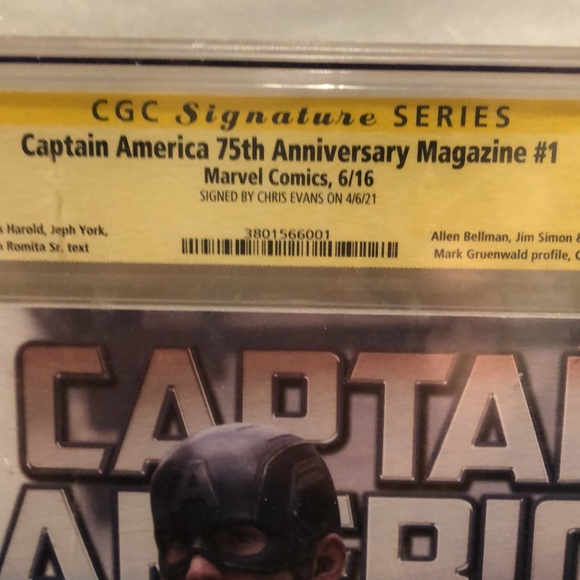 CGC Signature SERIES
Captain America 75th Anniversary Magazine #1
Marvel Comics, 6/16
SIGNED BY CHRIS EVANS ON 4/6/21
Harold, Jeph York,
Romita Sr. text
3801566001
Allen Bellman, Jim Simon &
Mark Gruenwald profile,
CAPTA
A